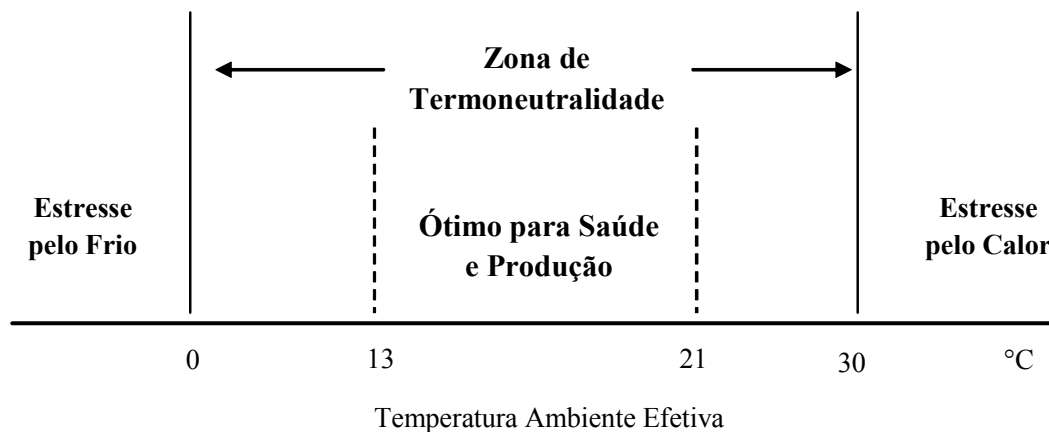 Zona de
Termoneutralidade
Estresse
pelo Frio
Ótimo para Saúde
e Produção
Estresse
pelo Calor
0 13 21 30 °C
Temperatura Ambiente Efetiva